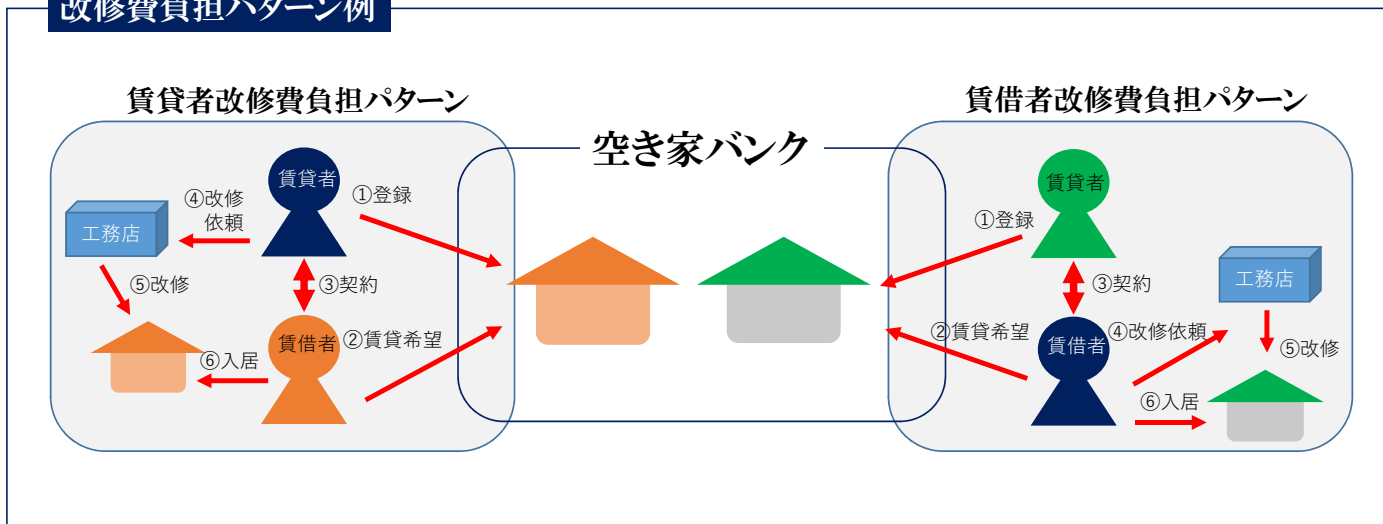 改修費負担パターン例
賃貸者改修費負担パターン
賃借者改修費負担パターン
空き家バンク
賃貸者
④改修
依頼
①登録
工務店
⑤改修
③契約
賃借者
②賃貸希望
⑥入居
賃貸者
①登録
工務店
③契約
②賃貸希望
賃借者
④改修依頼
⑤改修
⑥入居